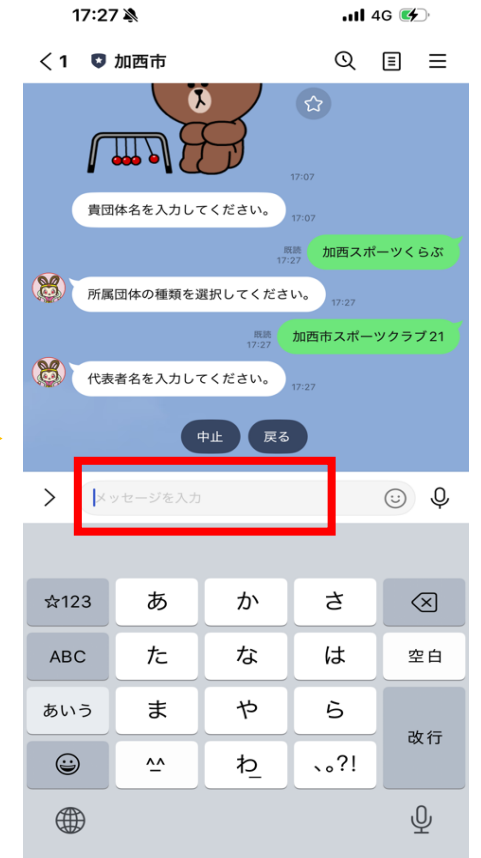 17:27
4G
1 加西市
17:07
貴団体名を入力してください。
17:07
既読
17:27
加西スポーツくらぶ
所属団体の種類を選択してください。
17:27
既読
17:27
加西市スポーツクラブ21
代表者名を入力してください。
17:27
中止 戻る
メッセージを入力
☆123 あ か さ
ABC た な は 空白
あいう ま や ら
改行
^^ わ_ 、。?!